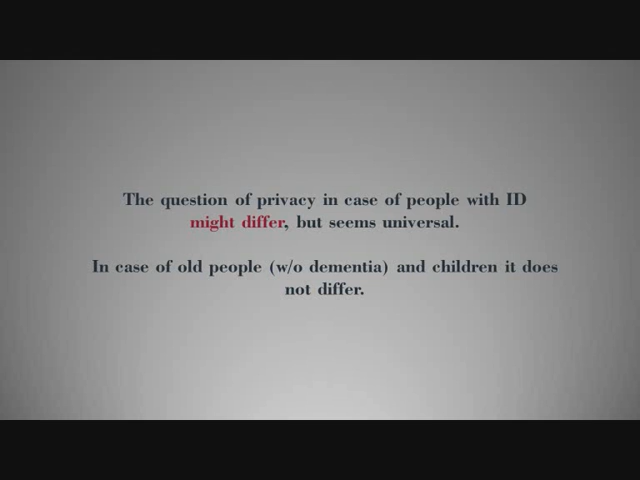 The question of privacy in case of people with ID
might differ, but seems universal.
In case of old people (w/o dementia) and children it does
not differ.